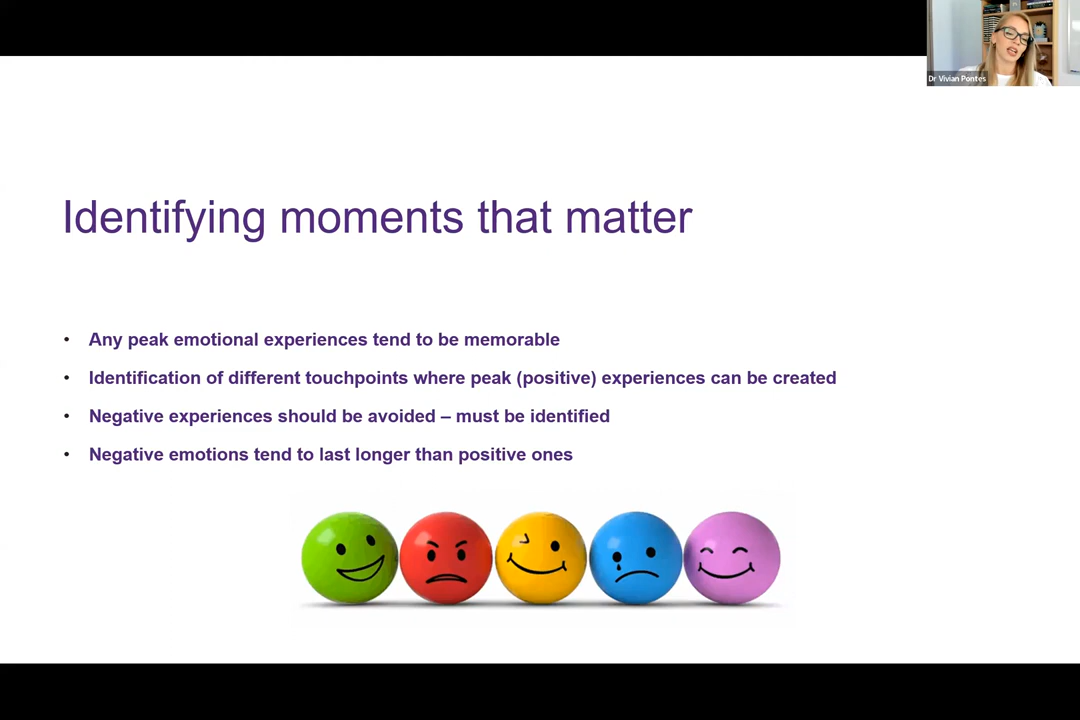 Dr Vivian Pontes
Identifying moments that matter
• Any peak emotional experiences tend to be memorable
• Identification of different touchpoints where peak (positive) experiences can be created
• Negative experiences should be avoided – must be identified
• Negative emotions tend to last longer than positive ones